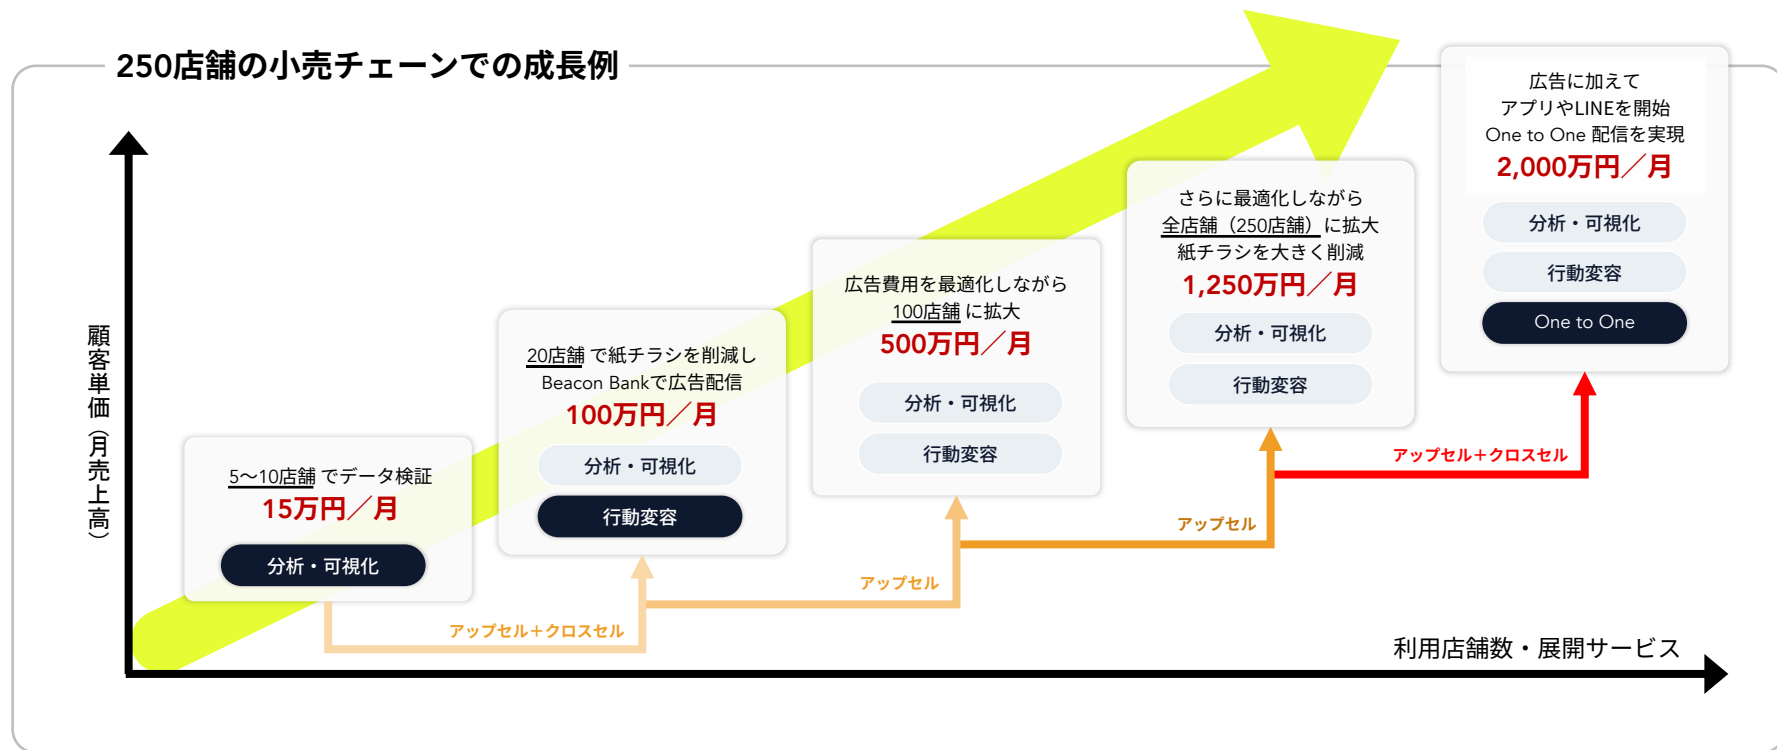 250店舗の小売チェーンでの成長例
顧客単価（月売上高）
5〜10店舗 でデータ検証
15万円／月
分析・可視化
アップセル＋クロスセル
20店舗 で紙チラシを削減し
Beacon Bankで広告配信
100万円／月
分析・可視化
行動変容
アップセル
広告費用を最適化しながら
100店舗 に拡大
500万円／月
分析・可視化
行動変容
アップセル
さらに最適化しながら
全店舗（250店舗）に拡大
紙チラシを大きく削減
1,250万円／月
分析・可視化
行動変容
アップセル＋クロスセル
広告に加えて
アプリやLINEを開始
One to One 配信を実現
2,000万円／月
分析・可視化
行動変容
One to One
利用店舗数・展開サービス